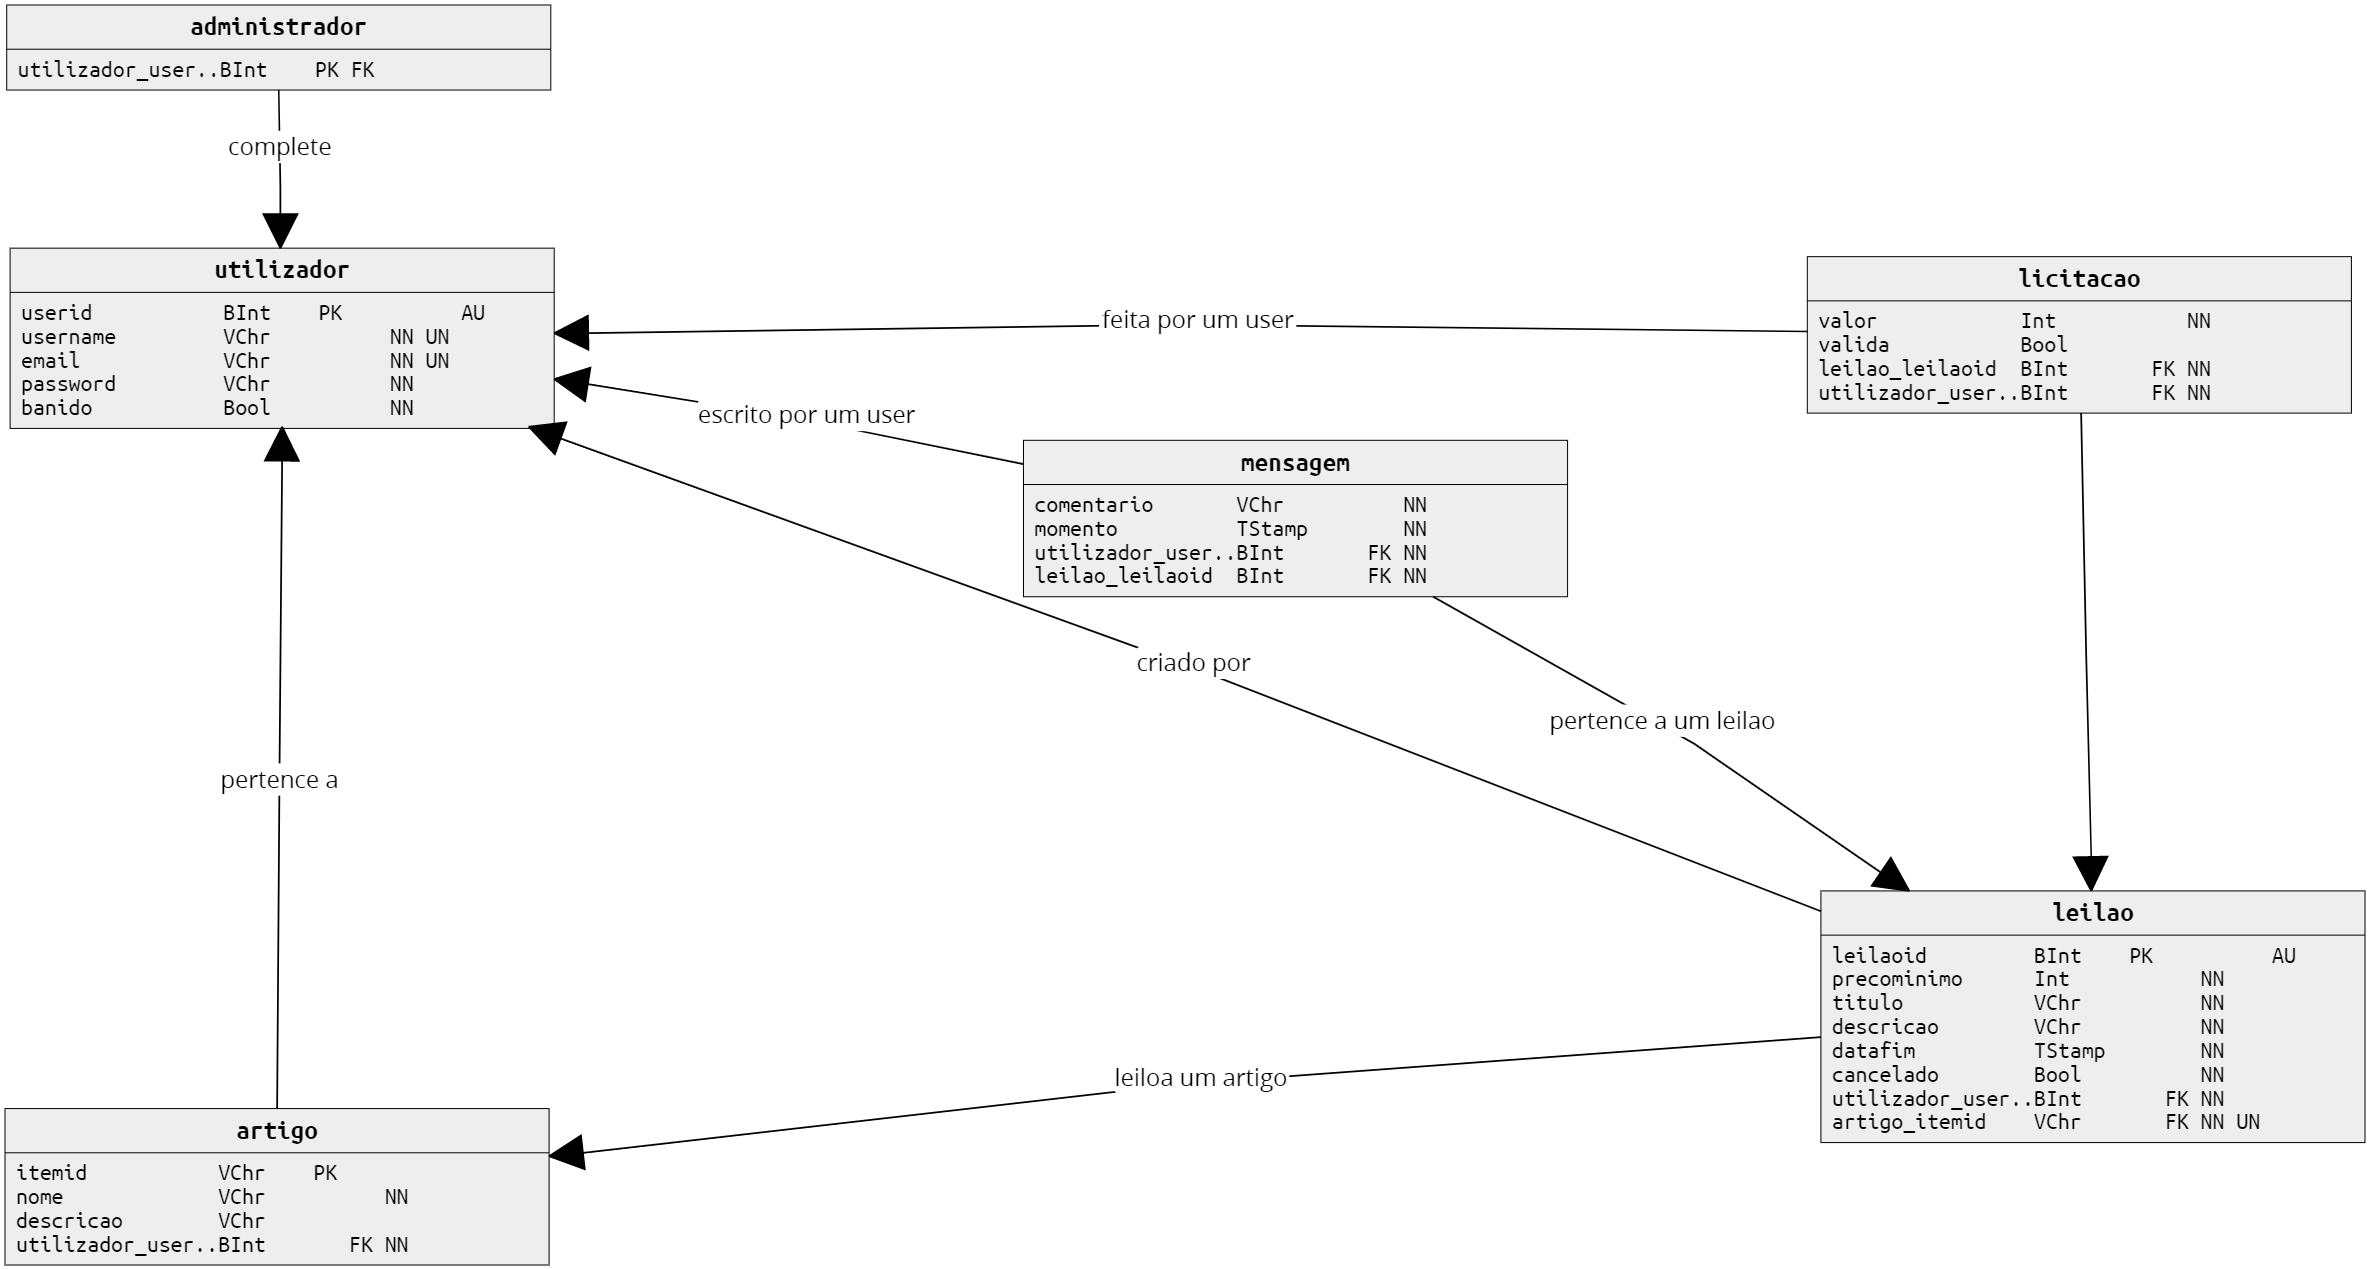 administrador
utilizador_user..BInt PK FK
complete
utilizador
userid BInt PK AU
username VChr NN UN
email VChr NN UN
password VChr NN
banido Bool NN
feita por um user
licitacao
valor Int NN
valida Bool
leilao_leilaoid BInt FK NN
utilizador_user..BInt FK NN
escrito por um user
mensagem
comentario VChr NN
momento TStamp NN
utilizador_user..BInt FK NN
leilao_leilaoid BInt FK NN
criado por
pertence a um leilao
pertence a
leilao
leilaoid BInt PK AU
precominimo Int NN
titulo VChr NN
descricao VChr NN
datafim TStamp NN
cancelado Bool NN
utilizador_user..BInt FK NN
artigo_itemid VChr FK NN UN
leiloa um artigo
artigo
itemid VChr PK
nome VChr NN
descricao VChr
utilizador_user..BInt FK NN